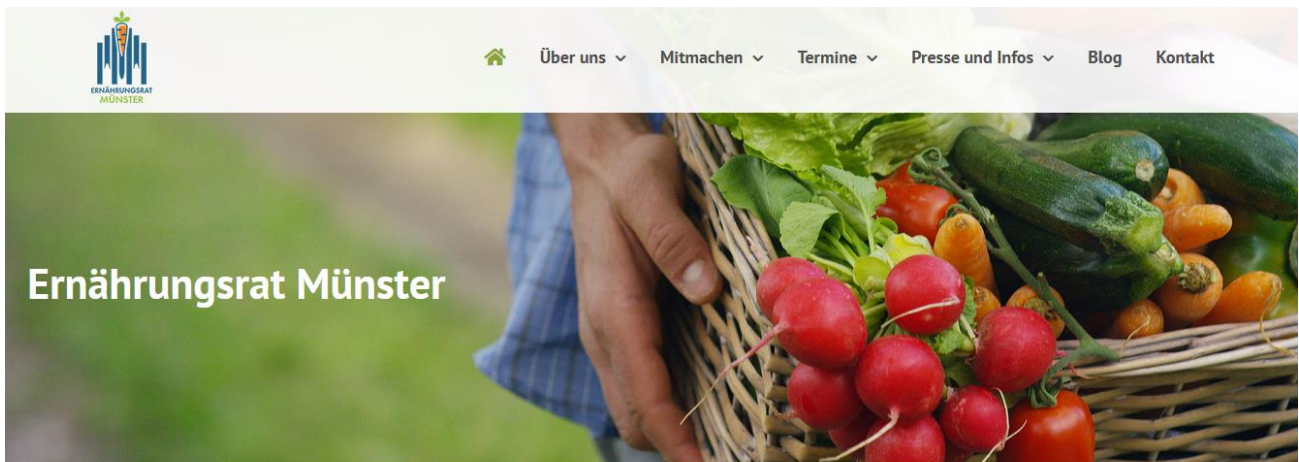 ERNÄHRUNGSRAT
MÜNSTER
Über uns
Mitmachen
Termine
Presse und Infos
Blog
Kontakt
Ernährungsrat Münster